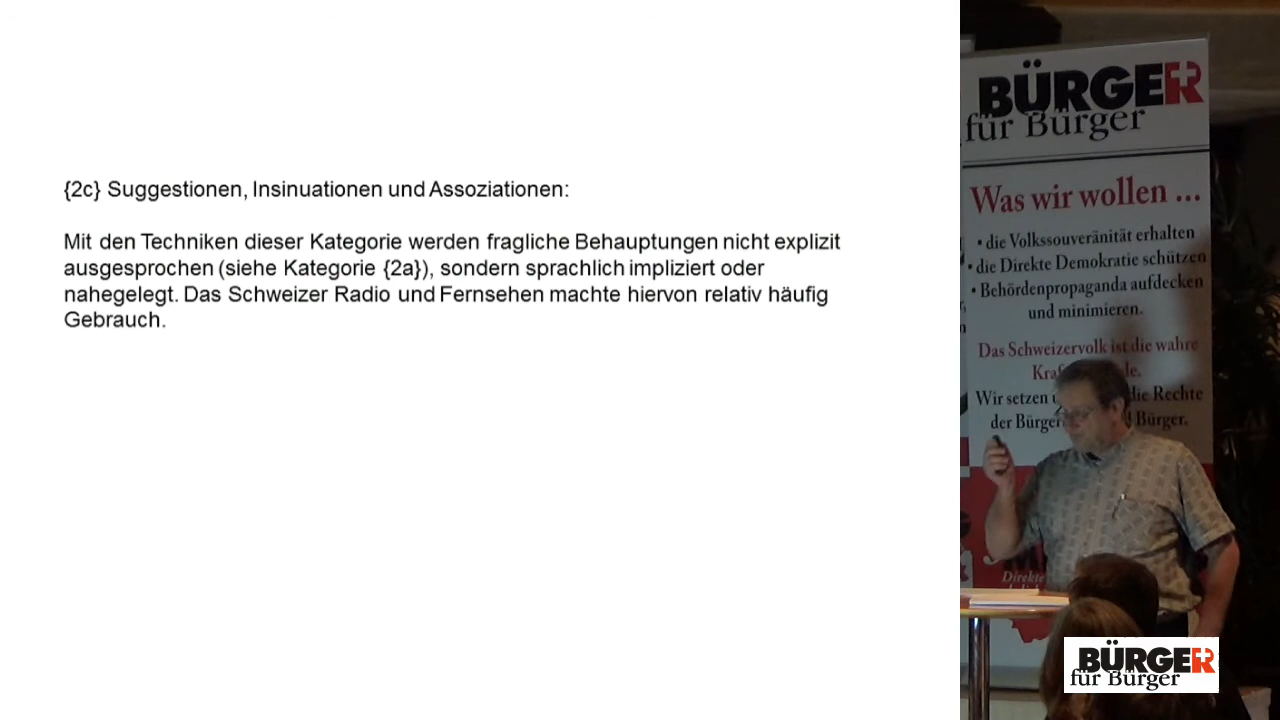 {2c} Suggestionen, Insinuationen und Assoziationen:
Mit den Techniken dieser Kategorie werden fragliche Behauptungen nicht explizit
ausgesprochen (siehe Kategorie {2a}), sondern sprachlich impliziert oder
nahegelegt. Das Schweizer Radio und Fernsehen machte hiervon relativ häufig
Gebrauch.
BÜRGER
für Bürger
Was wir wollen ...
• die Volkssouveränität erhalten
• die Direkte Demokratie schützen
• Behördenpropaganda aufdecken
und minimieren.
Das Schweizervolk ist die wahre
Wir setzen die Rechte
der Bürger.
Direkte
BÜRGER
für Bürger